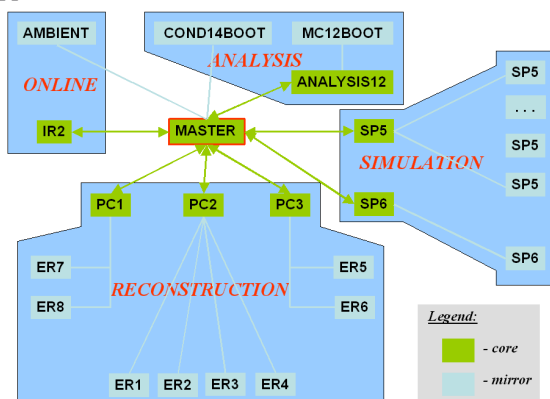 AMBIENT
COND14BOOT
MC12BOOT
ANALYSIS
ONLINE
ANALYSIS12
SP5
. . .
IR2
MASTER
SP5
SP5
SIMULATION
SP5
PC1
PC2
PC3
SP6
ER7
RECONSTRUCTION
ER5
SP6
ER8
ER6
Legend:
- core
ER1
ER2
ER3
ER4
- mirror